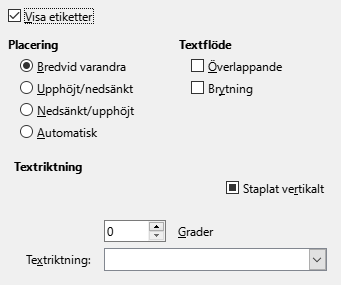 Visa etiketter
Placering
Bredvid varandra
Upphöjt/nedsänkt
Nedsänkt/upphöjt
Automatisk
Textflöde
Överlappande
Brytning
Textriktning
Staplat vertikalt
0 Grader
Textriktning: